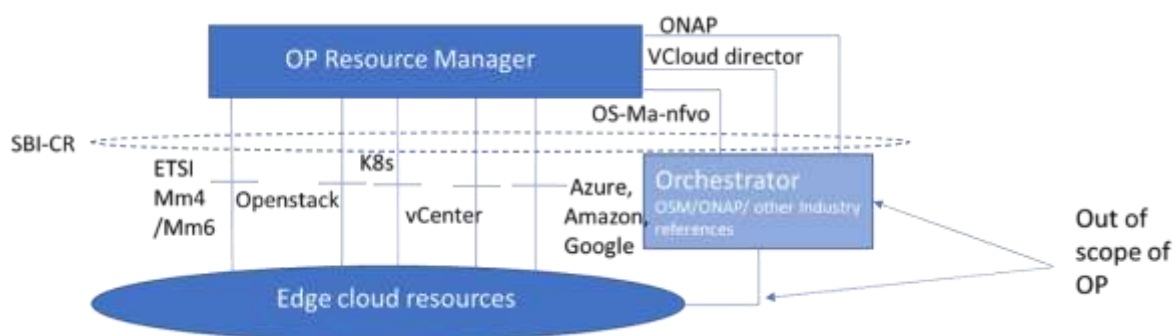 ONAP
OP Resource Manager
VCloud director
OS-Ma-nfvo
SBI-CR
ETSI
Mm4
/Mm6
Openstack
K8s
vCenter
Azure,
Amazon,
Google
Orchestrator
OSM/ONAP/ other Industry
references
Out of
scope of
OP
Edge cloud resources